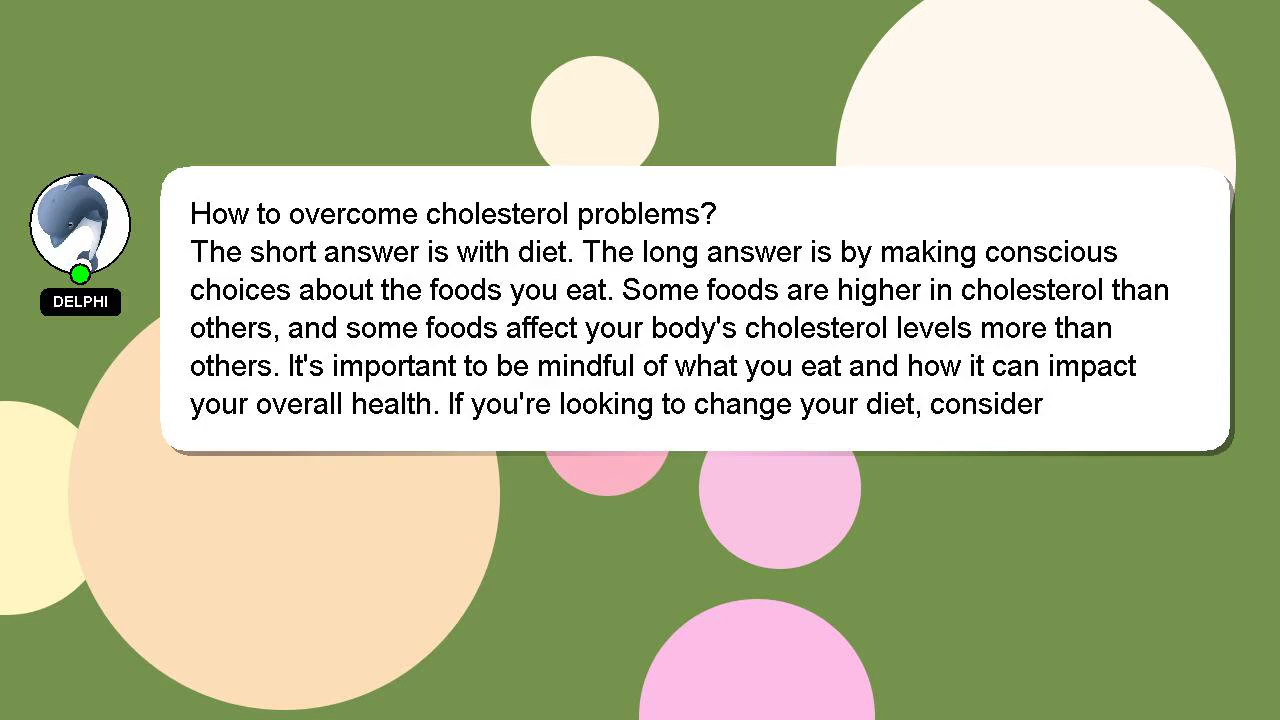 How to overcome cholesterol problems?
The short answer is with diet. The long answer is by making conscious
choices about the foods you eat. Some foods are higher in cholesterol than
others, and some foods affect your body's cholesterol levels more than
others. It's important to be mindful of what you eat and how it can impact
your overall health. If you're looking to change your diet, consider
DELPHI